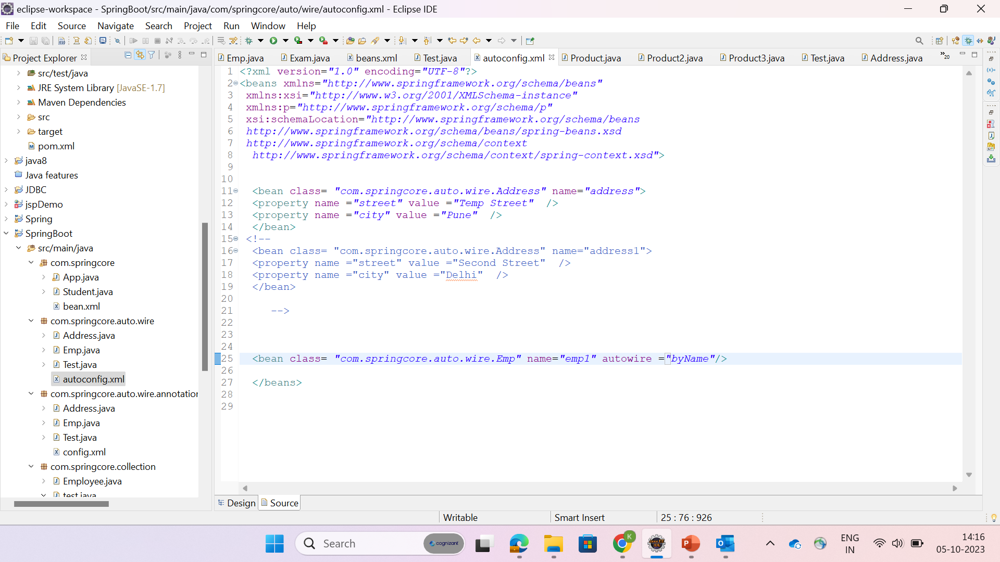 eclipse-workspace - SpringBoot/src/main/java/com/springcore/auto/wire/autoconfig.xml - Eclipse IDE
File Edit Source Navigate Search Project Run Window Help
Project Explorer
src/test/java
JRE System Library [JavaSE-1.7]
Maven Dependencies
src
target
pom.xml
java8
Java features
JDBC
jspDemo
Spring
SpringBoot
src/main/java
com.springcore
App.java
Student.java
bean.xml
com.springcore.auto.wire
Address.java
Emp.java
Test.java
autoconfig.xml
com.springcore.auto.wire.annotation
Address.java
Emp.java
Test.java
config.xml
com.springcore.collection
Employee.java
test.java
Emp.java Exam.java beans.xml Test.java autoconfig.xml Product.java Product2.java Product3.java Test.java Address.java »20
1 <?xml version="1.0" encoding="UTF-8"?>
2 <beans xmlns="http://www.springframework.org/schema/beans"
3 xmlns:xsi="http://www.w3.org/2001/XMLSchema-instance"
4 xmlns:p="http://www.springframework.org/schema/p"
5 xsi:schemaLocation="http://www.springframework.org/schema/beans
6 http://www.springframework.org/schema/beans/spring-beans.xsd
7 http://www.springframework.org/schema/context
8 http://www.springframework.org/schema/context/spring-context.xsd">
9
10
11 <bean class= "com.springcore.auto.wire.Address" name="address">
12 <property name ="street" value ="Temp Street" />
13 <property name ="city" value ="Pune" />
14 </bean>
15 <!--
16 <bean class= "com.springcore.auto.wire.Address" name="address1">
17 <property name ="street" value ="Second Street" />
18 <property name ="city" value ="Delhi" />
19 </bean>
20
21 -->
22
23
24
25 <bean class= "com.springcore.auto.wire.Emp" name="emp1" autowire ="byName"/>
26
27 </beans>
28
29
Design Source
Writable Smart Insert 25 : 76 : 926
Search cognizant K ENG IN 14:16 05-10-2023